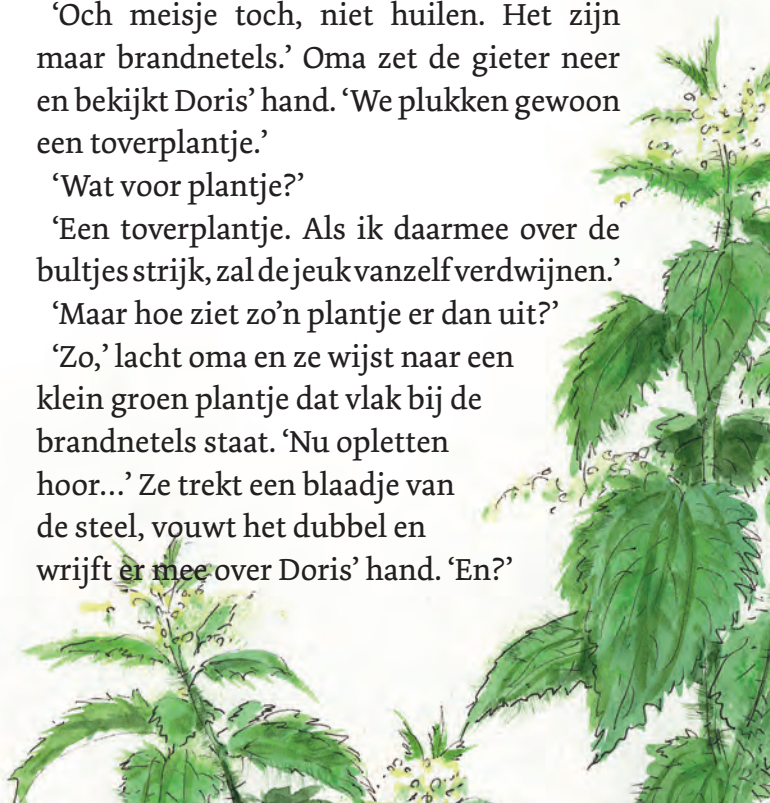 ‘Och meisje toch, niet huilen. Het zijn
maar brandnetels.’ Oma zet de gieter neer
en bekijkt Doris’ hand. ‘We plukken gewoon
een toverplantje.’
‘Wat voor plantje?’
‘Een toverplantje. Als ik daarmee over de
bultjes strijk, zal de jeuk vanzelf verdwijnen.’
‘Maar hoe ziet zo’n plantje er dan uit?’
‘Zo,’ lacht oma en ze wijst naar een
klein groen plantje dat vlak bij de
brandnetels staat. ‘Nu opletten
hoor...’ Ze trekt een blaadje van
de steel, vouwt het dubbel en
wrijft er mee over Doris’ hand. ‘En?’